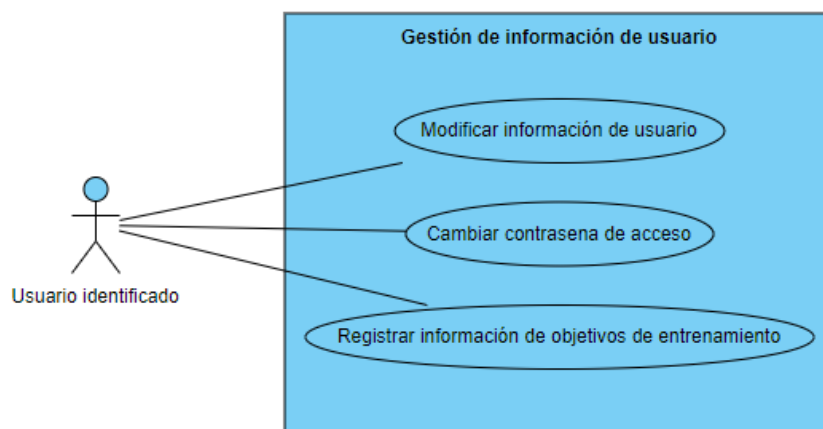 Gestión de información de usuario
Modificar información de usuario
Cambiar contrasena de acceso
Usuario identificado
Registrar información de objetivos de entrenamiento